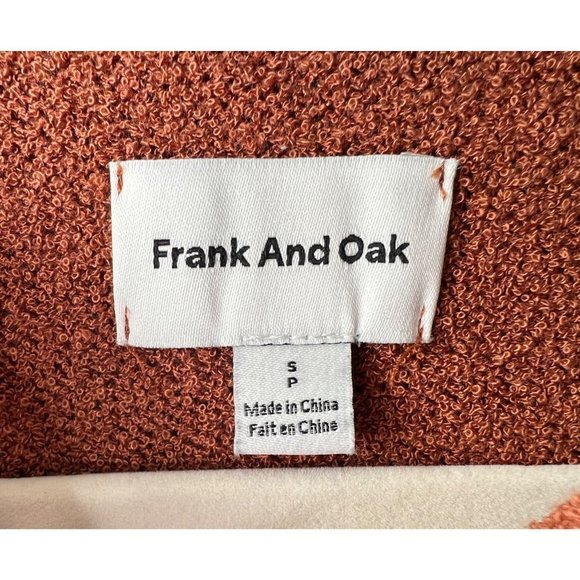 Frank And Oak
S
P
Made in China
Fait en Chine